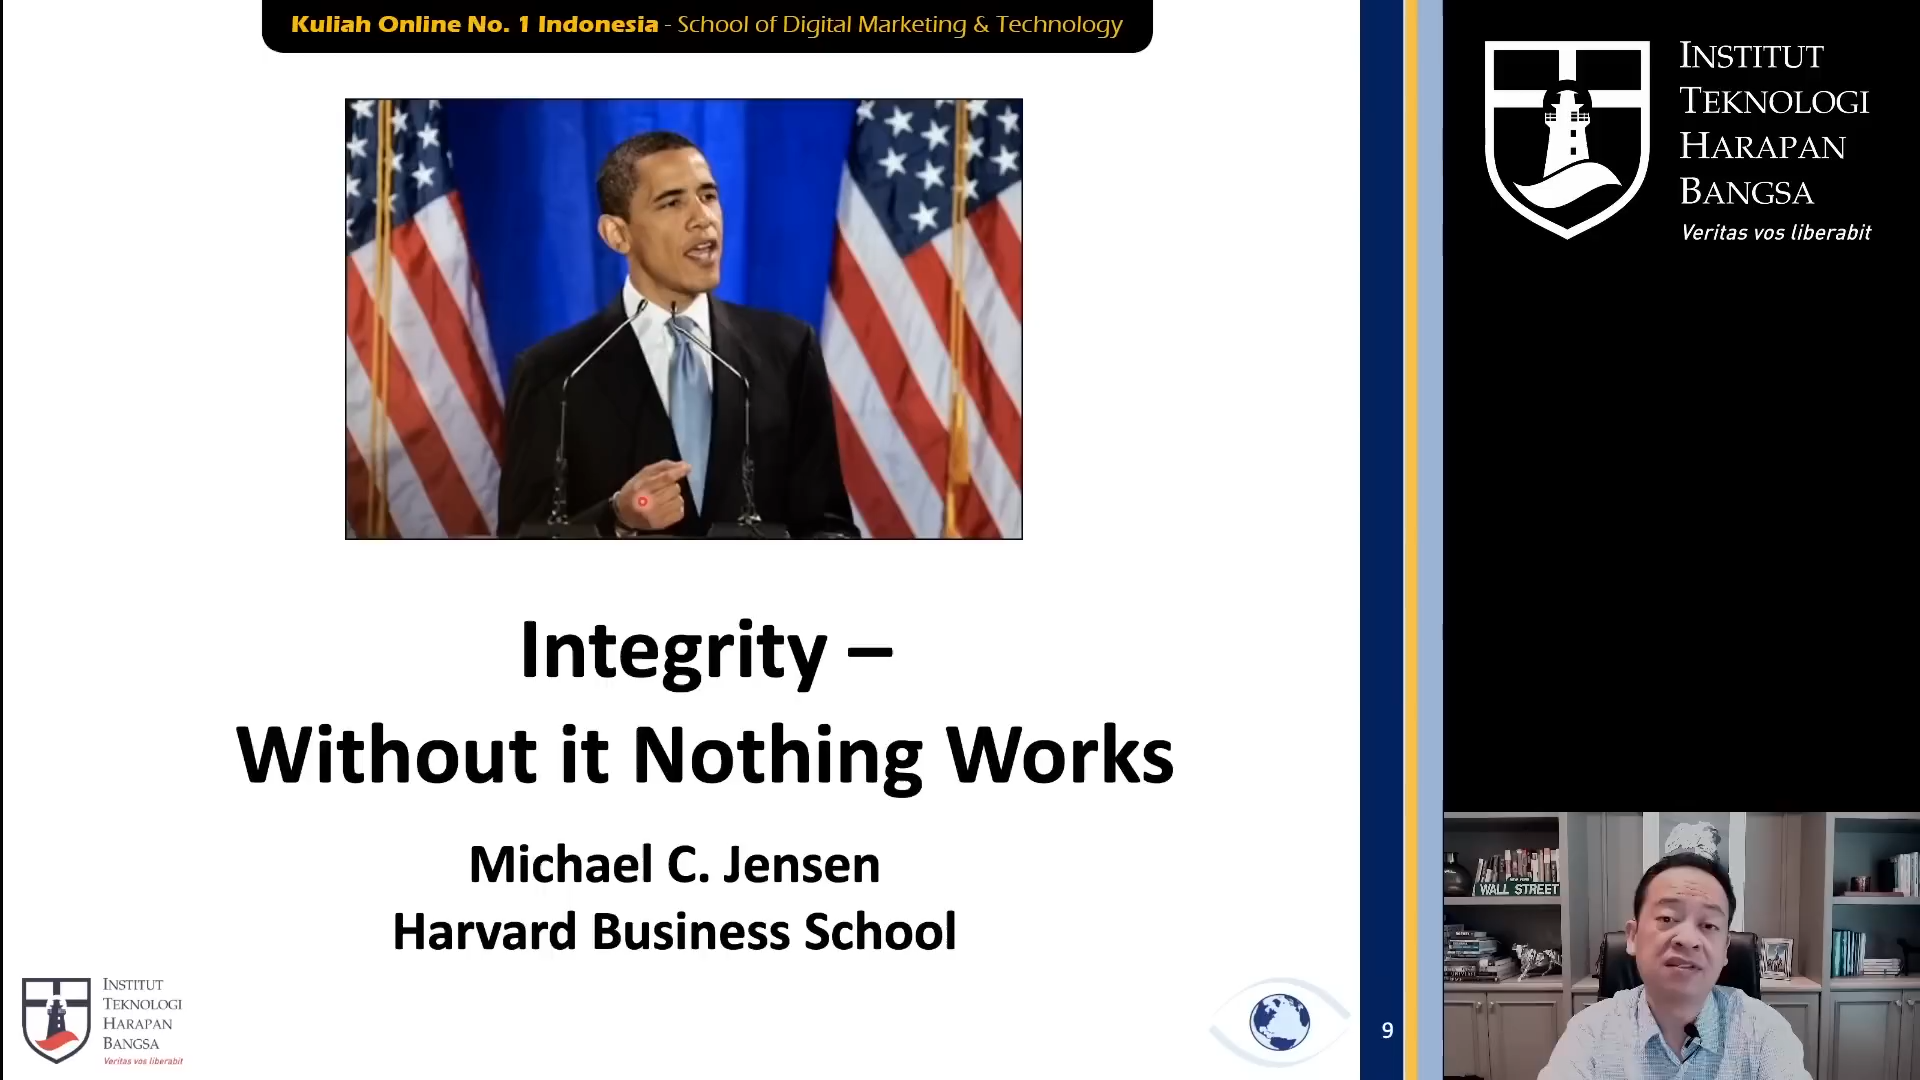 Kuliah Online No. 1 Indonesia - School of Digital Marketing & Technology
INSTITUT
TEKNOLOGI
HARAPAN
BANGSA
Veritas vos liberabit
Integrity –
Without it Nothing Works
Michael C. Jensen
Harvard Business School
INSTITUT
TEKNOLOGI
HARAPAN
BANGSA
Veritas vos liberabit
9
WALL STREET